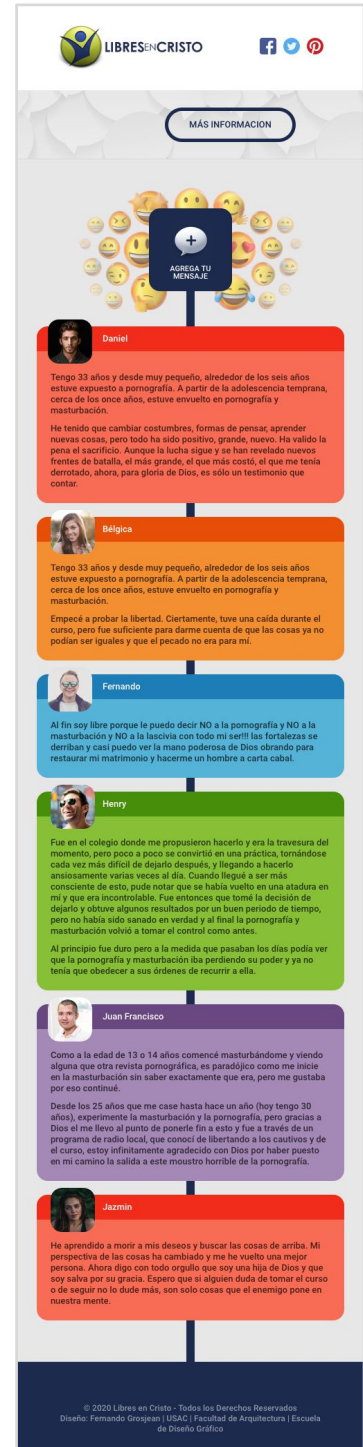 LIBRESENCRISTO
MÁS INFORMACION
AGREGA TU
MENSAJE
Daniel
Tengo 33 años y desde muy pequeño, alrededor de los seis años
estuve expuesto a pornografía. A partir de la adolescencia temprana,
cerca de los once años, estuve envuelto en pornografía y
masturbación.
He tenido que cambiar costumbres, formas de pensar, aprender
nuevas cosas, pero todo ha sido positivo, grande, nuevo. Ha valido la
pena el sacrificio. Aunque la lucha sigue y se han revelado nuevos
frentes de batalla, el más grande, el que más costó, el que me tenía
derrotado, ahora, para gloria de Dios, es sólo un testimonio que
contar.
Bélgica
Tengo 33 años y desde muy pequeño, alrededor de los seis años
estuve expuesto a pornografía. A partir de la adolescencia temprana,
cerca de los once años, estuve envuelto en pornografía y
masturbación.
Empecé a probar la libertad. Ciertamente, tuve una caída durante el
curso, pero fue suficiente para darme cuenta de que las cosas ya no
podían ser iguales y que el pecado no era para mí.
Fernando
Al fin soy libre porque le puedo decir NO a la pornografía y NO a la
masturbación y NO a la lascivia con todo mi ser!!! las fortalezas se
derriban y casi puedo ver la mano poderosa de Dios obrando para
restaurar mi matrimonio y hacerme un hombre a carta cabal.
Henry
Fue en el colegio donde me propusieron hacerlo y era la travesura del
momento, pero poco a poco se convirtió en una práctica, tornándose
cada vez más difícil de dejarlo después, y llegando a hacerlo
ansiosamente varias veces al día. Cuando llegué a ser más
consciente de esto, pude notar que se había vuelto en una atadura en
mí y que era incontrolable. Fue entonces que tomé la decisión de
dejarlo y obtuve algunos resultados por un buen periodo de tiempo,
pero no había sido sanado en verdad y al final la pornografía y
masturbación volvió a tomar el control como antes.
Al principio fue duro pero a la medida que pasaban los días podía ver
que la pornografía y masturbación iba perdiendo su poder y ya no
tenía que obedecer a sus órdenes de recurrir a ella.
Juan Francisco
Como a la edad de 13 o 14 años comencé masturbándome y viendo
alguna que otra revista pornográfica, es paradójico como me inicie
en la masturbación sin saber exactamente que era, pero me gustaba
por eso continué.
Desde los 25 años que me case hasta hace un año (hoy tengo 30
años), experimente la masturbación y la pornografía, pero gracias a
Dios el me llevo al punto de ponerle fin a esto y fue a través de un
programa de radio local, que conocí de libertando a los cautivos y de
el curso, estoy infinitamente agradecido con Dios por haber puesto
en mi camino la salida a este moustro horrible de la pornografía.
Jazmin
He aprendido a morir a mis deseos y buscar las cosas de arriba. Mi
perspectiva de las cosas ha cambiado y me he vuelto una mejor
persona. Ahora digo con todo orgullo que soy una hija de Dios y que
soy salva por su gracia. Espero que si alguien duda de tomar el curso
o de seguir no lo dude más, son solo cosas que el enemigo pone en
nuestra mente.
© 2020 Libres en Cristo - Todos los Derechos Reservados
Diseño: Fernando Grosjean | USAC | Facultad de Arquitectura | Escuela
de Diseño Gráfico